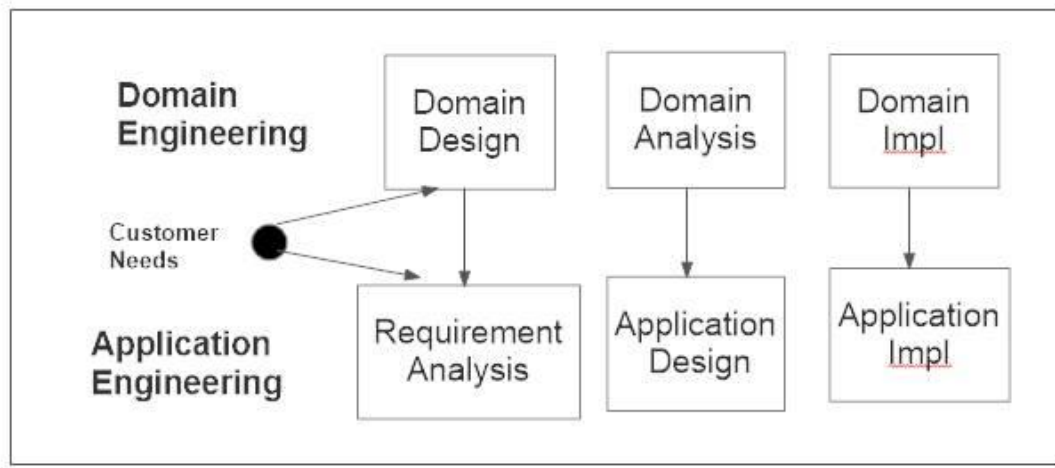 Domain
Engineering
Domain
Design
Domain
Analysis
Domain
Impl
Customer
Needs
Application
Engineering
Requirement
Analysis
Application
Design
Application
Impl